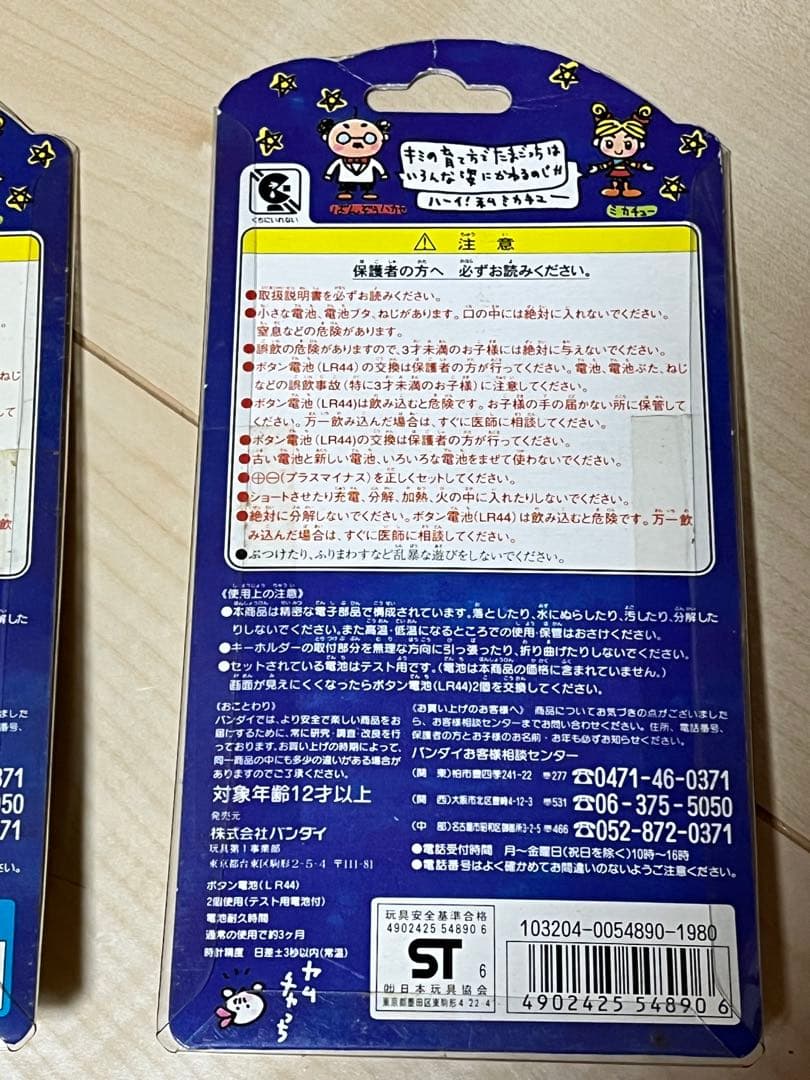 キミの育て方でたまごっちは
いろんな姿にかわるのじゃ!!
ハーイ!私ミカチュー
ばんぞうハカセ
ミカチュー
くちにいれない
⚠ 注意
保護者の方へ 必ずお読みください。
●取扱説明書を必ずお読みください。
●小さな電池、電池ブタ、ねじがあります。口の中には絶対に入れないでください。
窒息などの危険があります。
●誤飲の危険がありますので、3才未満のお子様には絶対に与えないでください。
●ボタン電池(LR44)の交換は保護者の方が行ってください。電池、電池ぶた、ねじ
などの誤飲事故(特に3才未満のお子様)に注意してください。
●ボタン電池(LR44)は飲み込むと危険です。お子様の手の届かない所に保管して
ください。万一飲み込んだ場合は、すぐに医師に相談してください。
●ボタン電池(LR44)の交換は保護者の方が行ってください。
●古い電池と新しい電池、いろいろな電池をまぜて使わないでください。
●⊕⊖(プラスマイナス)を正しくセットしてください。
●ショートさせたり充電、分解、加熱、火の中に入れたりしないでください。
●絶対に分解しないでください。ボタン電池(LR44)は飲み込むと危険です。万一飲
み込んだ場合は、すぐに医師に相談してください。
●ぶつけたり、ふりまわすなど乱暴な遊びをしないでください。
《使用上の注意》
●本商品は精密な電子部品で構成されています。落としたり、水にぬらしたり、汚したり、分解した
りしないでください。また高温・低温になるところでの使用・保管はおさけください。
●キーホルダーの取付部分を無理な方向に引っ張ったり、折り曲げたりしないでください。
●セットされている電池はテスト用です。(電池は本商品の価格に含まれていません。)
画面が見えにくくなったらボタン電池(LR44)2個を交換してください。
《おことわり》
バンダイでは、より安全で楽しい商品をお
届けするために、常に研究・調査・改良を行
っております。お買い上げの時期によって、
同一商品の中にも多少の違いがある場合が
ありますのでご了承ください。
対象年齢12才以上
発売元
株式会社バンダイ
玩具第1事業部
東京都台東区駒形2-5-4 〒111-81
《お買い上げのお客様へ》 商品についてお気づきの点がございました
ら、お客様相談センターまでお問い合わせください。住所、電話番号、
保護者の方とお子様のお名前・お年も必ずお知らせください。
バンダイお客様相談センター
(関 東)柏市豊四季241-22 〒277 ☎0471-46-0371
(関 西)大阪市北区豊崎4-12-3 〒531 ☎06-375-5050
(中 部)名古屋市昭和区御器所3-2-5 〒466 ☎052-872-0371
●電話受付時間 月〜金曜日(祝日を除く)10時〜16時
●電話番号はよく確かめてお間違いのないようご注意ください。
ボタン電池(LR44)
2個使用(テスト用電池付)
電池耐久時間
通常の使用で約3ヶ月
時計精度 日差±3秒以内(常温)
玩具安全基準合格
4902425 54890 6
ST 6
(社)日本玩具協会
東京都墨田区東駒形4-22-4
103204-0054890-1980
4902425 548906